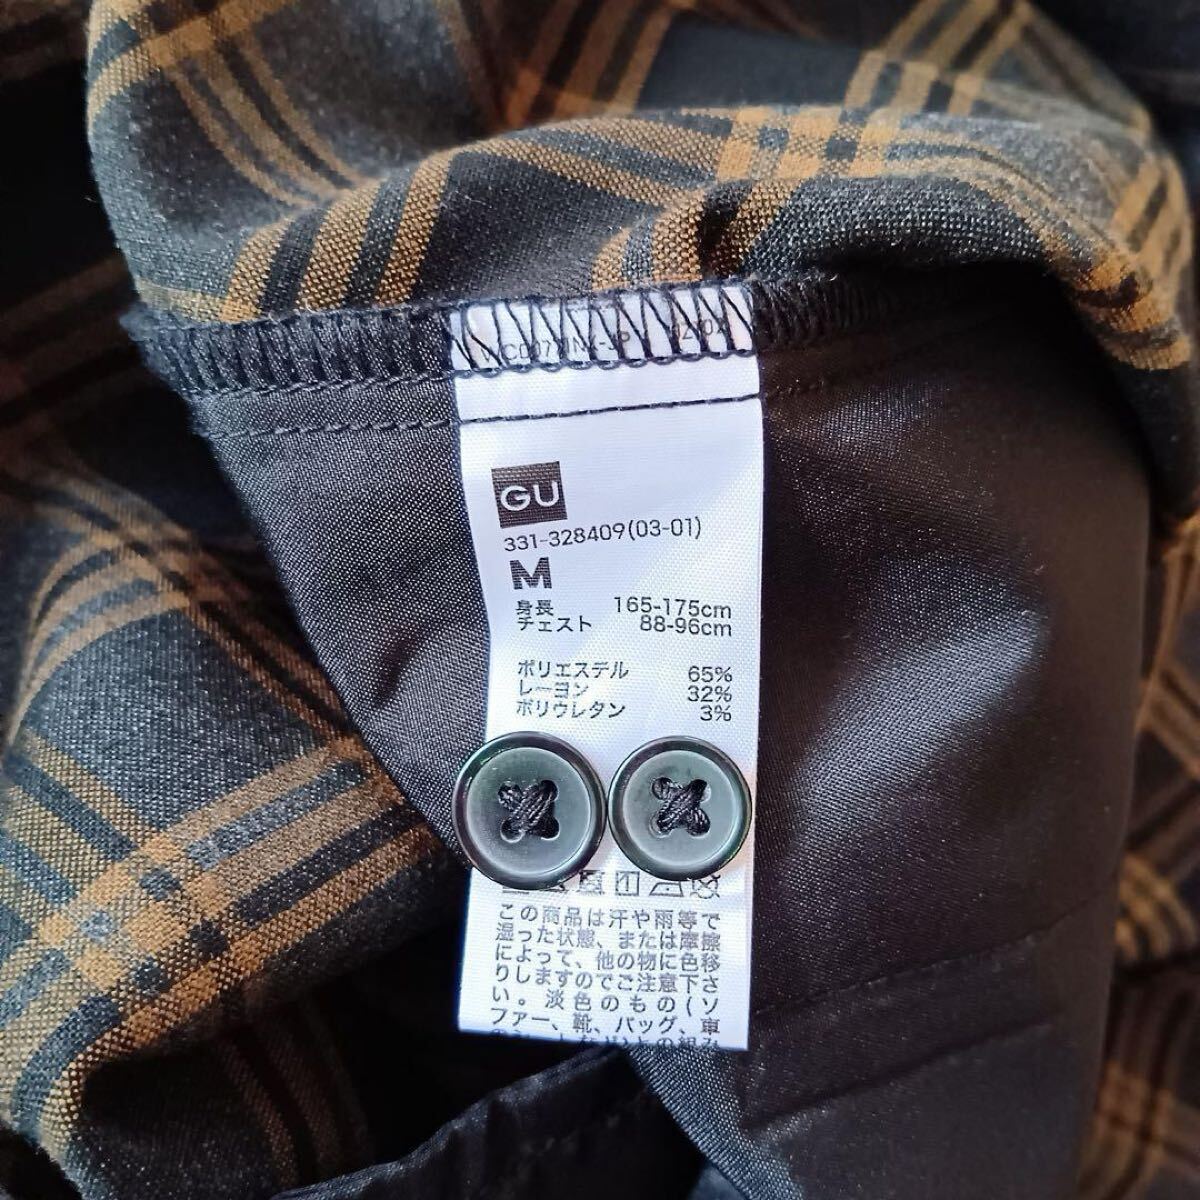 GU
331-328409(03-01)
M
身長 165-175cm
チェスト 88-96cm
ポリエステル 65%
レーヨン 32%
ポリウレタン 3%
この商品は汗や雨等で
湿った状態、または摩擦
によって、他の物に色移
りしますのでご注意下さ
い。淡色のもの(ソ
ファー、靴、バッグ、車